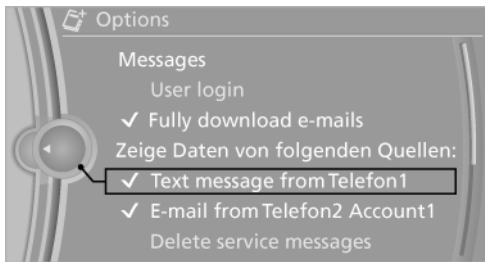 Options
Messages
User login
✓ Fully download e-mails
Zeige Daten von folgenden Quellen:
✓ Text message from Telefon1
✓ E-mail from Telefon2 Account1
Delete service messages